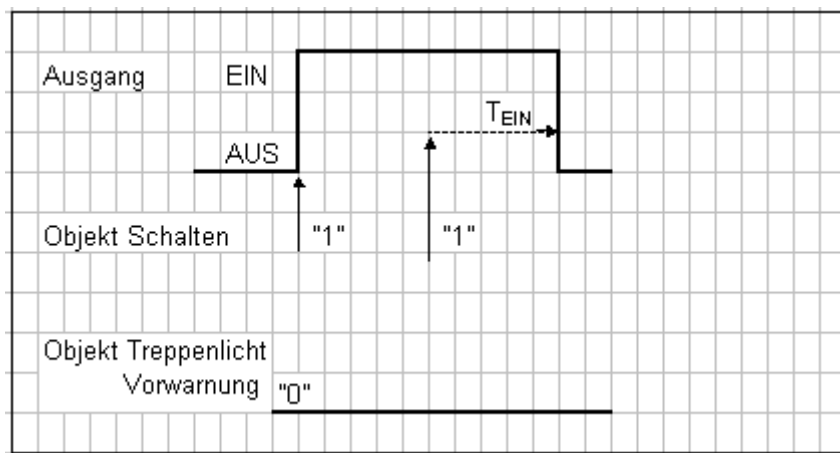 Ausgang EIN
T_EIN
AUS
Objekt Schalten "1" "1"
Objekt Treppenlicht
Vorwarnung "0"